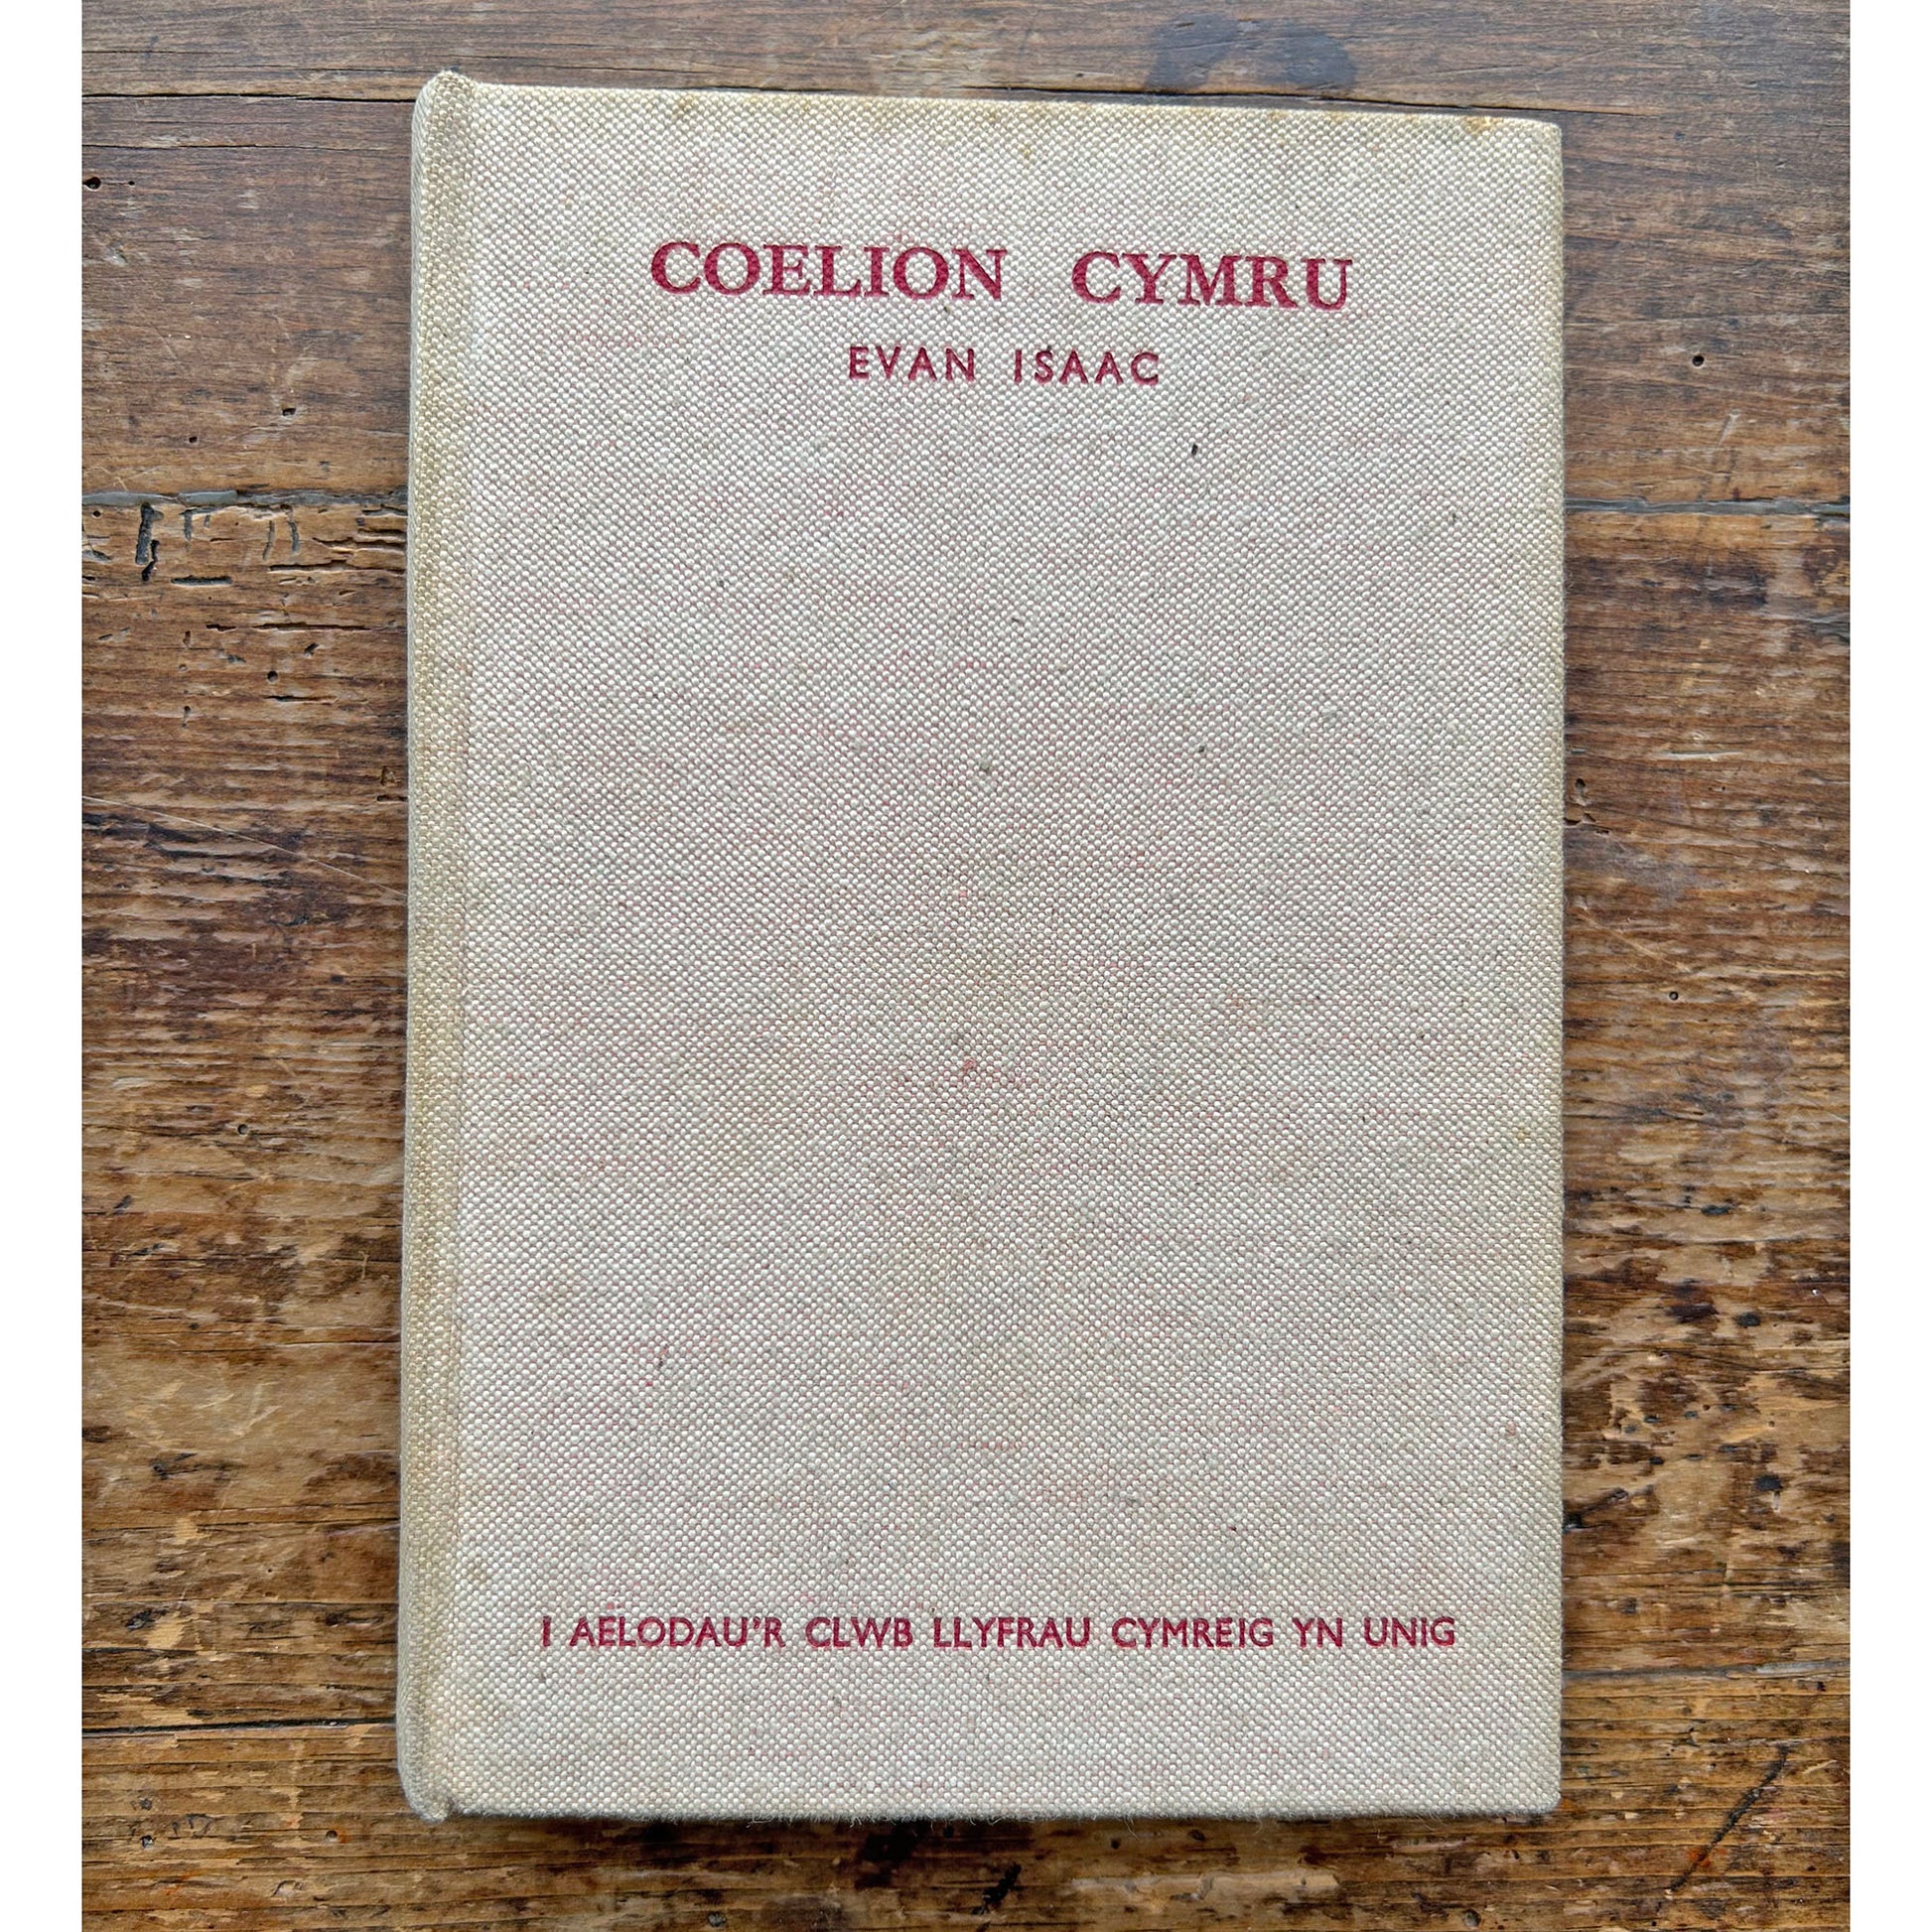 COELION CYMRU
EVAN ISAAC
I AELODAU'R CLWB LLYFRAU CYMREIG YN UNIG